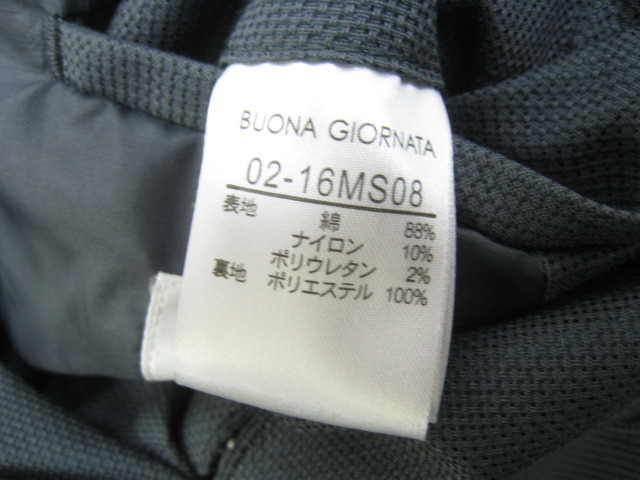 BUONA GIORNATA
02-16MS08
表地 綿 88%
ナイロン 10%
ポリウレタン 2%
裏地 ポリエステル 100%